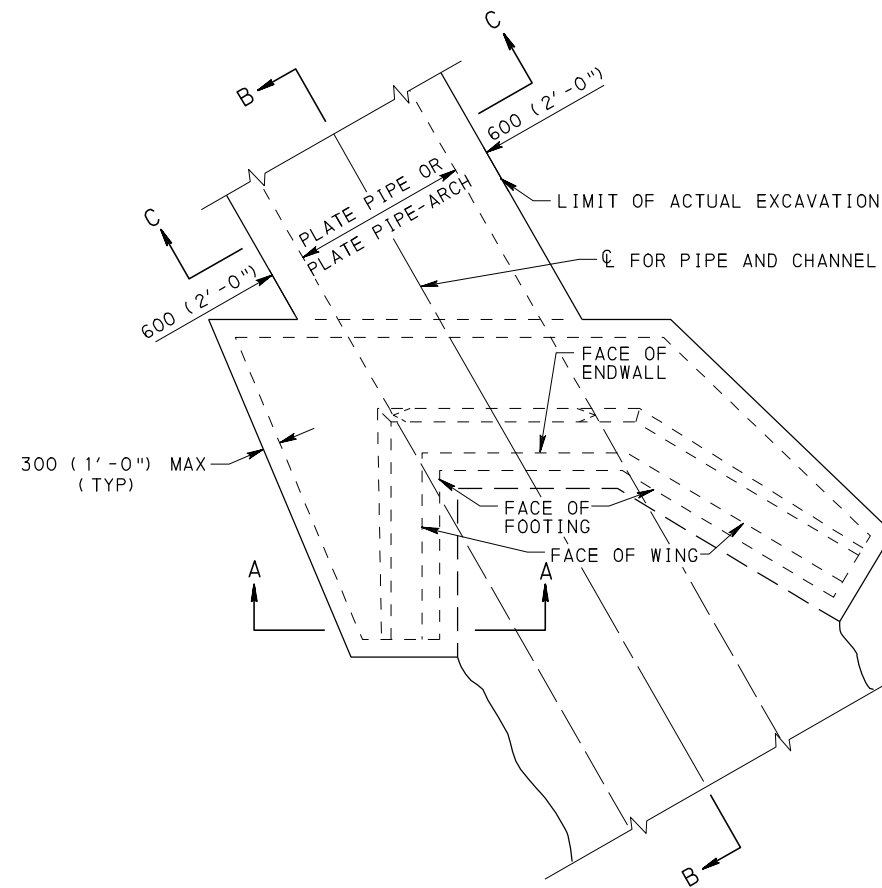 C
B
600 (2'-0")
C
PLATE PIPE OR
PLATE PIPE-ARCH
LIMIT OF ACTUAL EXCAVATION
℄ FOR PIPE AND CHANNEL
600 (2'-0")
FACE OF
ENDWALL
300 (1'-0") MAX
(TYP)
FACE OF
FOOTING
FACE OF WING
A
A
B